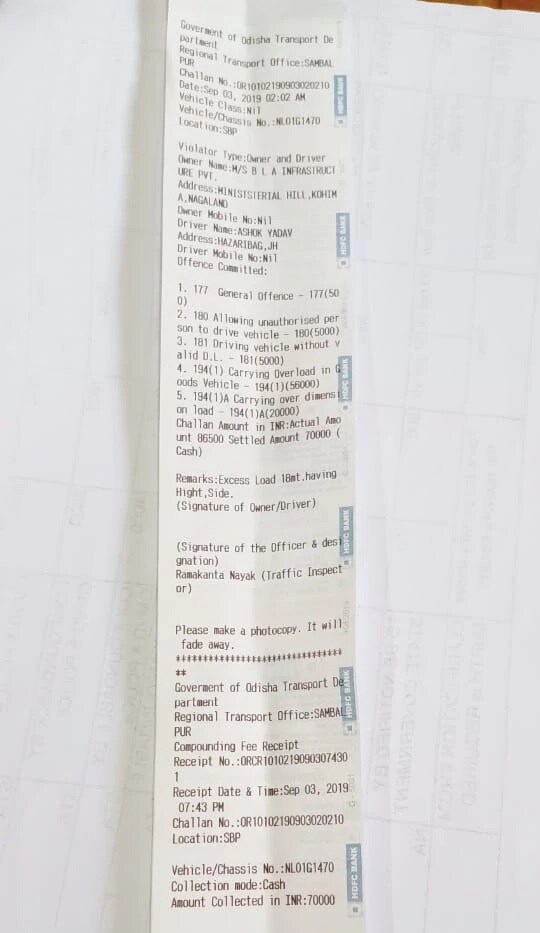 Goverment of Odisha Transport De
partment
Regional Transport Office:SAMBAL
PUR
Challan No.:OR10102190903020210
Date:Sep 03, 2019 02:02 AM
Vehicle Class:Nil
Vehicle/Chassis No.:NL01G1470
Location:SBP
Violator Type:Owner and Driver
Owner Name:M/S B L A INFRASTRUCT
URE PVT.
Address:MINISTSTERIAL HILL,KOHIM
A,NAGALAND
Owner Mobile No:Nil
Driver Name:ASHOK YADAV
Address:HAZARIBAG,JH
Driver Mobile No:Nil
Offence Committed:
1. 177 General Offence - 177(50
0)
2. 180 Allowing unauthorised per
son to drive vehicle - 180(5000)
3. 181 Driving vehicle without v
alid D.L. - 181(5000)
4. 194(1) Carrying Overload in G
oods Vehicle - 194(1)(56000)
5. 194(1)A Carrying over dimensi
on load - 194(1)A(20000)
Challan Amount in INR:Actual Amo
unt 86500 Settled Amount 70000 (
Cash)
Remarks:Excess Load 18mt.having
Hight,Side.
(Signature of Owner/Driver)
(Signature of the Officer & desi
gnation)
Ramakanta Nayak (Traffic Inspect
or)
Please make a photocopy. It will
fade away.
********************************
**
Goverment of Odisha Transport De
partment
Regional Transport Office:SAMBAL
PUR
Compounding Fee Receipt
Receipt No.:ORCR1010219090307430
1
Receipt Date & Time:Sep 03, 2019
07:43 PM
Challan No.:OR10102190903020210
Location:SBP
Vehicle/Chassis No.:NL01G1470
Collection mode:Cash
Amount Collected in INR:70000
HDFC BANK
HDFC BANK
HDFC BANK
HDFC BANK
HDFC BANK
HDFC BANK